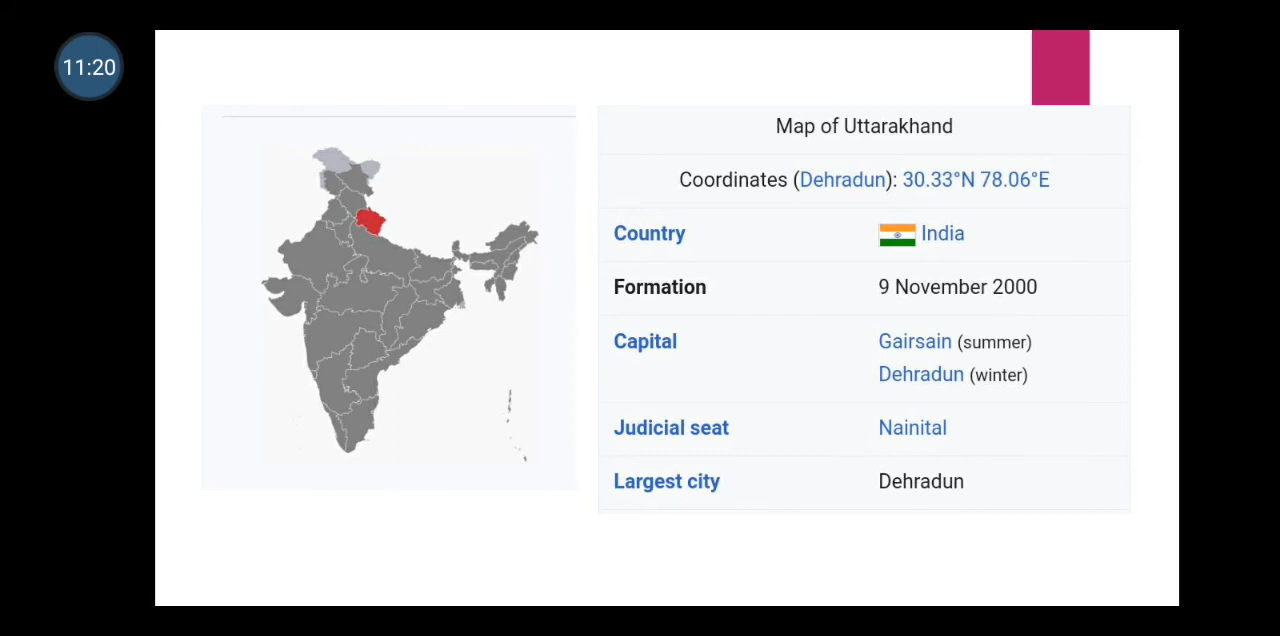 11:20
Map of Uttarakhand
Coordinates (Dehradun): 30.33°N 78.06°E
Country India
Formation 9 November 2000
Capital Gairsain (summer)
Dehradun (winter)
Judicial seat Nainital
Largest city Dehradun